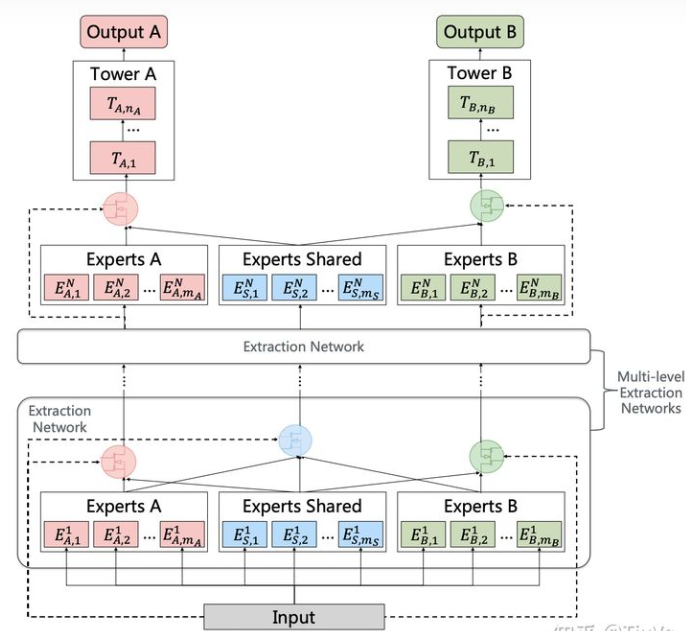 Output A
Output B
Tower A
Tower B
T_{A,n_A}
T_{B,n_B}
...
...
T_{A,1}
T_{B,1}
Experts A
Experts Shared
Experts B
E^N_{A,1} E^N_{A,2} ... E^N_{A,m_A}
E^N_{S,1} E^N_{S,2} ... E^N_{S,m_S}
E^N_{B,1} E^N_{B,2} ... E^N_{B,m_B}
Extraction Network
...
...
...
Multi-level
Extraction
Networks
Extraction
Network
Experts A
Experts Shared
Experts B
E^1_{A,1} E^1_{A,2} ... E^1_{A,m_A}
E^1_{S,1} E^1_{S,2} ... E^1_{S,m_S}
E^1_{B,1} E^1_{B,2} ... E^1_{B,m_B}
Input